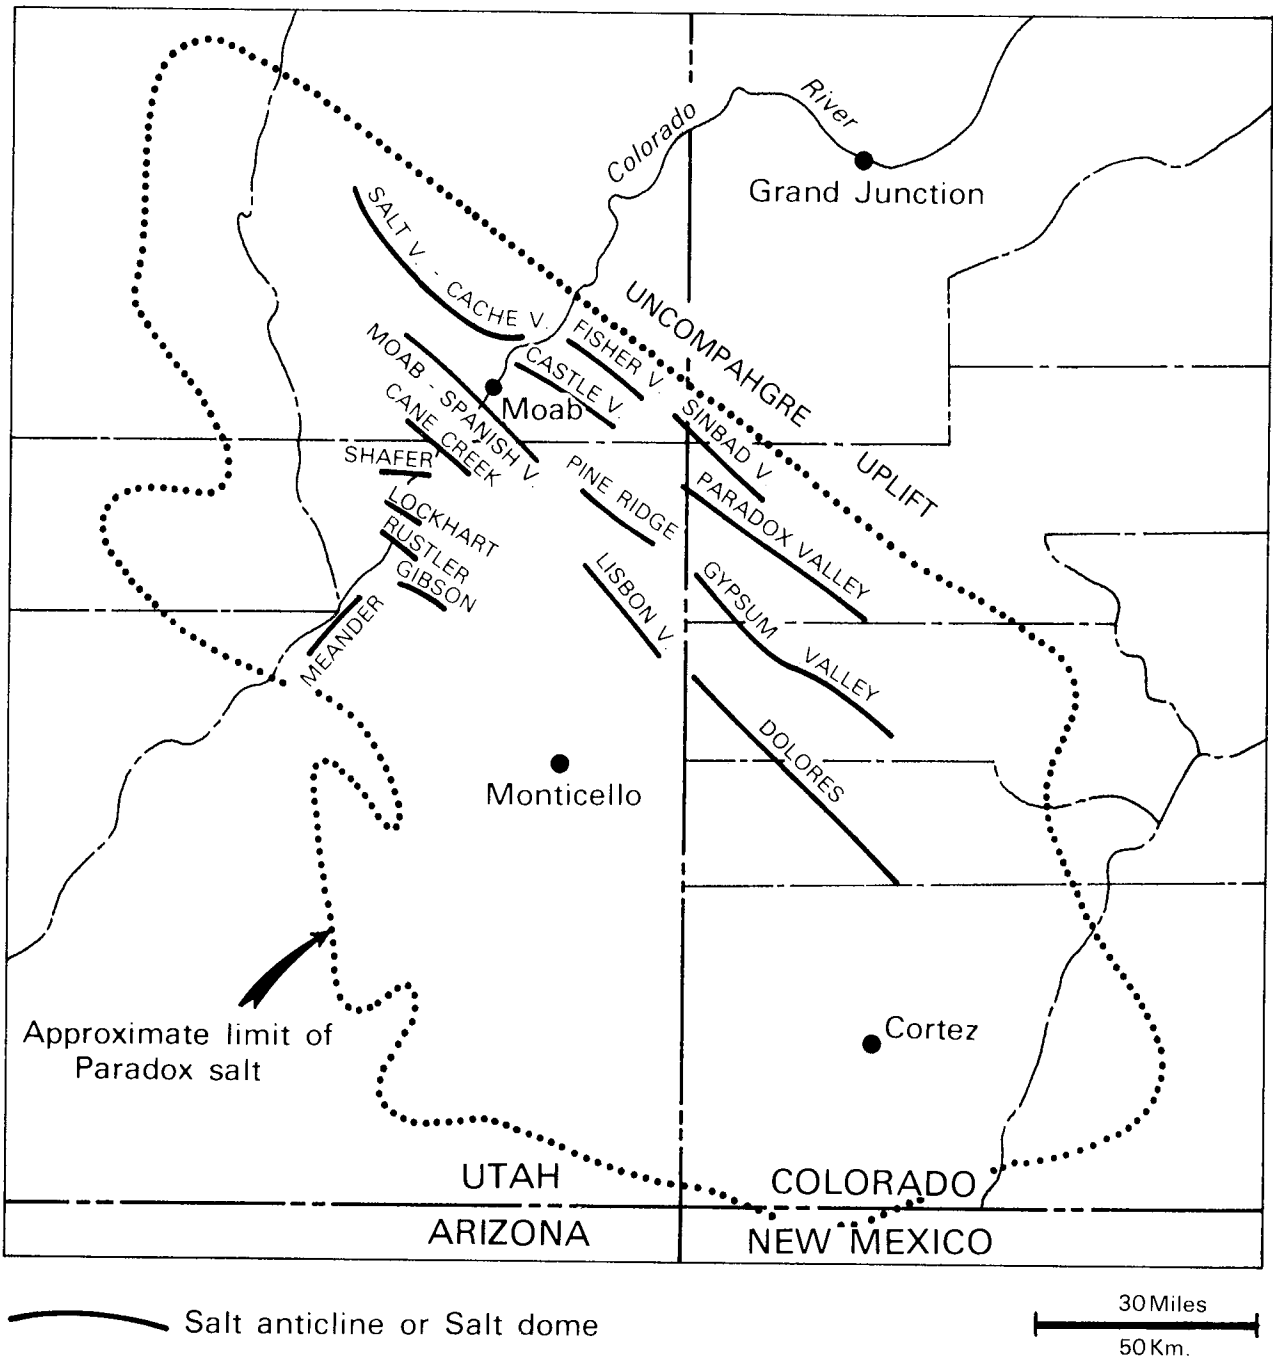 Colorado
River
Grand Junction
SALT V. - CACHE V.
UNCOMPAHGRE
UPLIFT
FISHER V.
CASTLE V.
MOAB - SPANISH V.
Moab
CANE CREEK
SINBAD V.
SHAFER
PINE RIDGE
PARADOX VALLEY
LOCKHART
RUSTLER
GIBSON
LISBON V.
GYPSUM VALLEY
MEANDER
DOLORES
Monticello
Approximate limit of
Paradox salt
Cortez
UTAH
COLORADO
ARIZONA
NEW MEXICO
Salt anticline or Salt dome
30 Miles
50 Km.